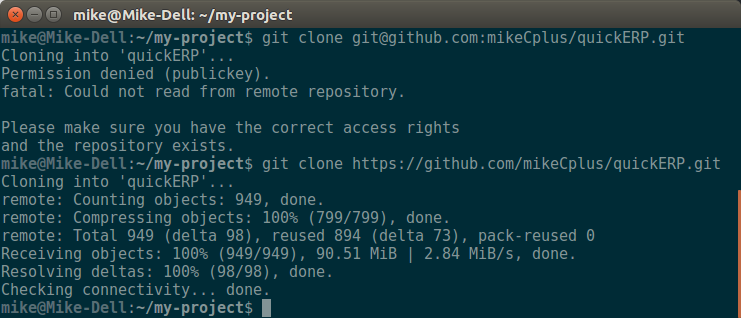 mike@Mike-Dell: ~/my-project
mike@Mike-Dell:~/my-project$ git clone git@github.com:mikeCplus/quickERP.git
Cloning into 'quickERP'...
Permission denied (publickey).
fatal: Could not read from remote repository.

Please make sure you have the correct access rights
and the repository exists.
mike@Mike-Dell:~/my-project$ git clone https://github.com/mikeCplus/quickERP.git
Cloning into 'quickERP'...
remote: Counting objects: 949, done.
remote: Compressing objects: 100% (799/799), done.
remote: Total 949 (delta 98), reused 894 (delta 73), pack-reused 0
Receiving objects: 100% (949/949), 90.51 MiB | 2.84 MiB/s, done.
Resolving deltas: 100% (98/98), done.
Checking connectivity... done.
mike@Mike-Dell:~/my-project$